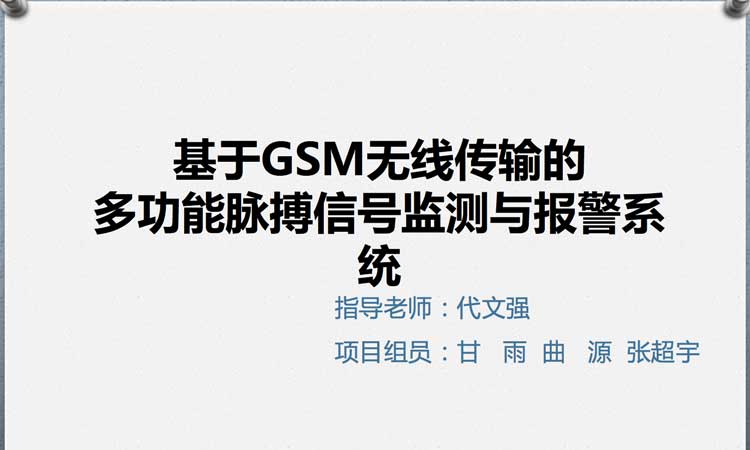 基于GSM无线传输的
多功能脉搏信号监测与报警系
统
指导老师：代文强
项目组员：甘 雨 曲 源 张超宇